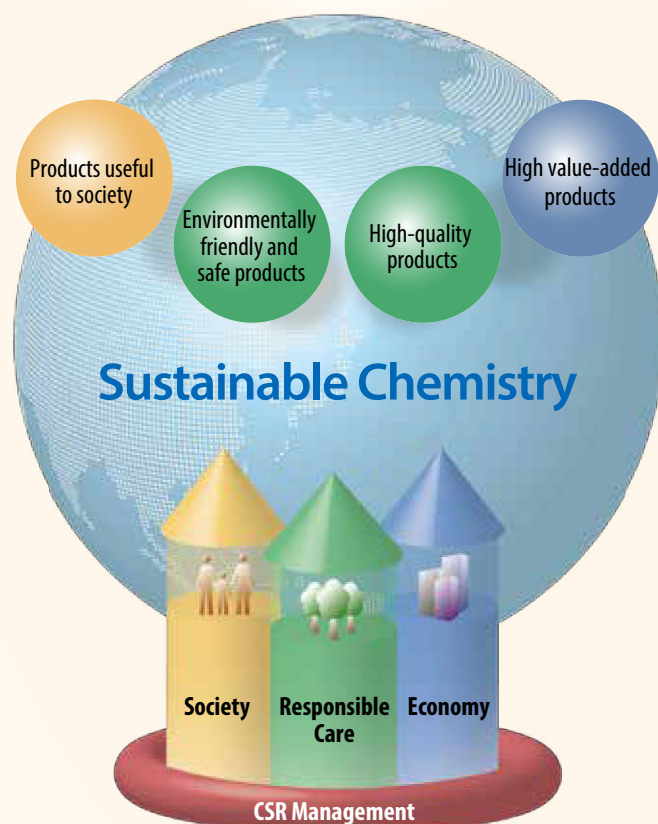 Products useful
to society
Environmentally
friendly and
safe products
High-quality
products
High value-added
products
Sustainable Chemistry
Society
Responsible
Care
Economy
CSR Management